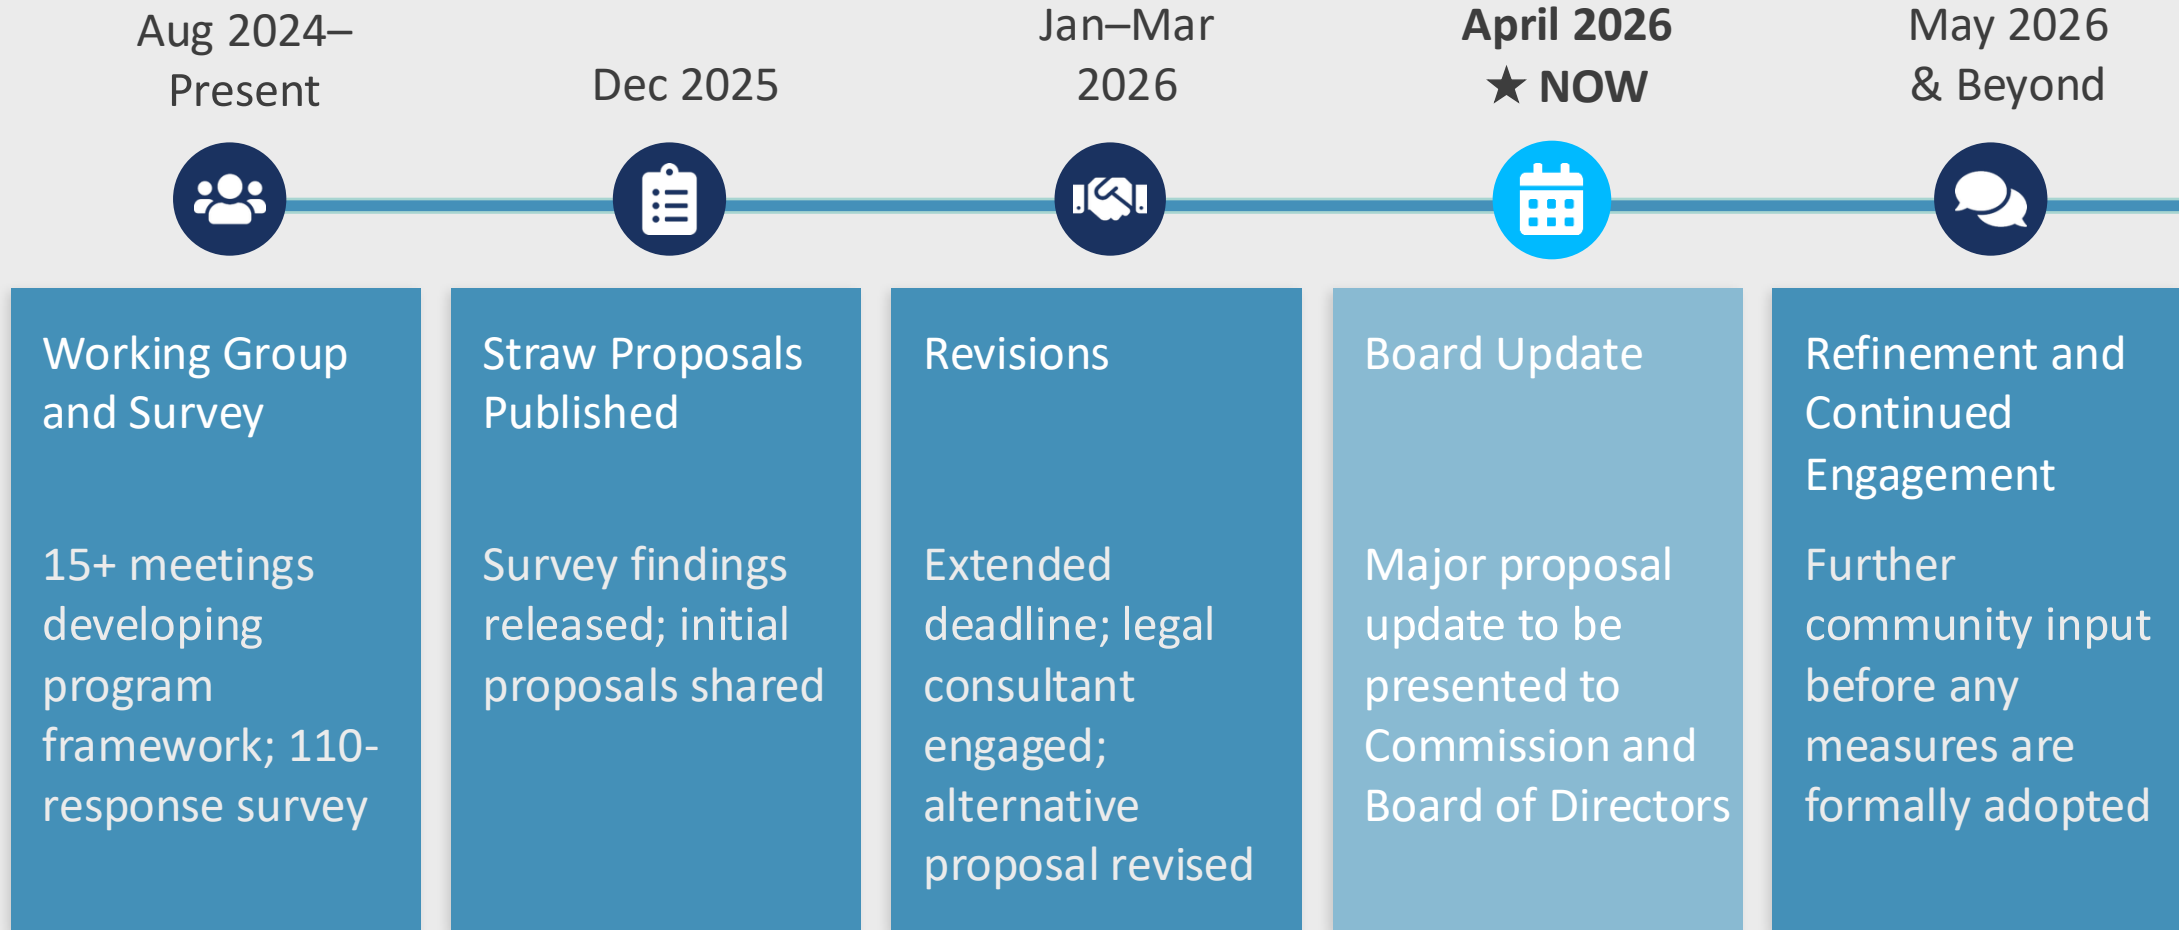 Aug 2024–
Present
Dec 2025
Jan–Mar
2026
April 2026
★ NOW
May 2026
& Beyond
Working Group
and Survey
15+ meetings
developing
program
framework; 110-
response survey
Straw Proposals
Published
Survey findings
released; initial
proposals shared
Revisions
Extended
deadline; legal
consultant
engaged;
alternative
proposal revised
Board Update
Major proposal
update to be
presented to
Commission and
Board of Directors
Refinement and
Continued
Engagement
Further
community input
before any
measures are
formally adopted